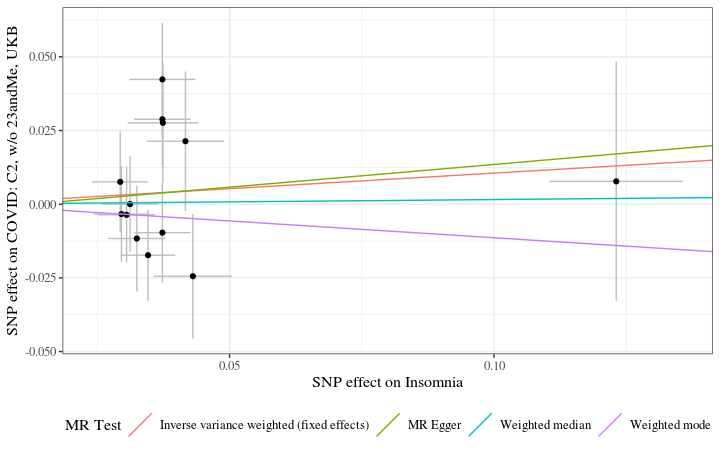 SNP effect on COVID: C2, w/o 23andMe, UKB
0.050
0.025
0.000
-0.025
-0.050
0.05
0.10
SNP effect on Insomnia
MR Test
Inverse variance weighted (fixed effects)
MR Egger
Weighted median
Weighted mode